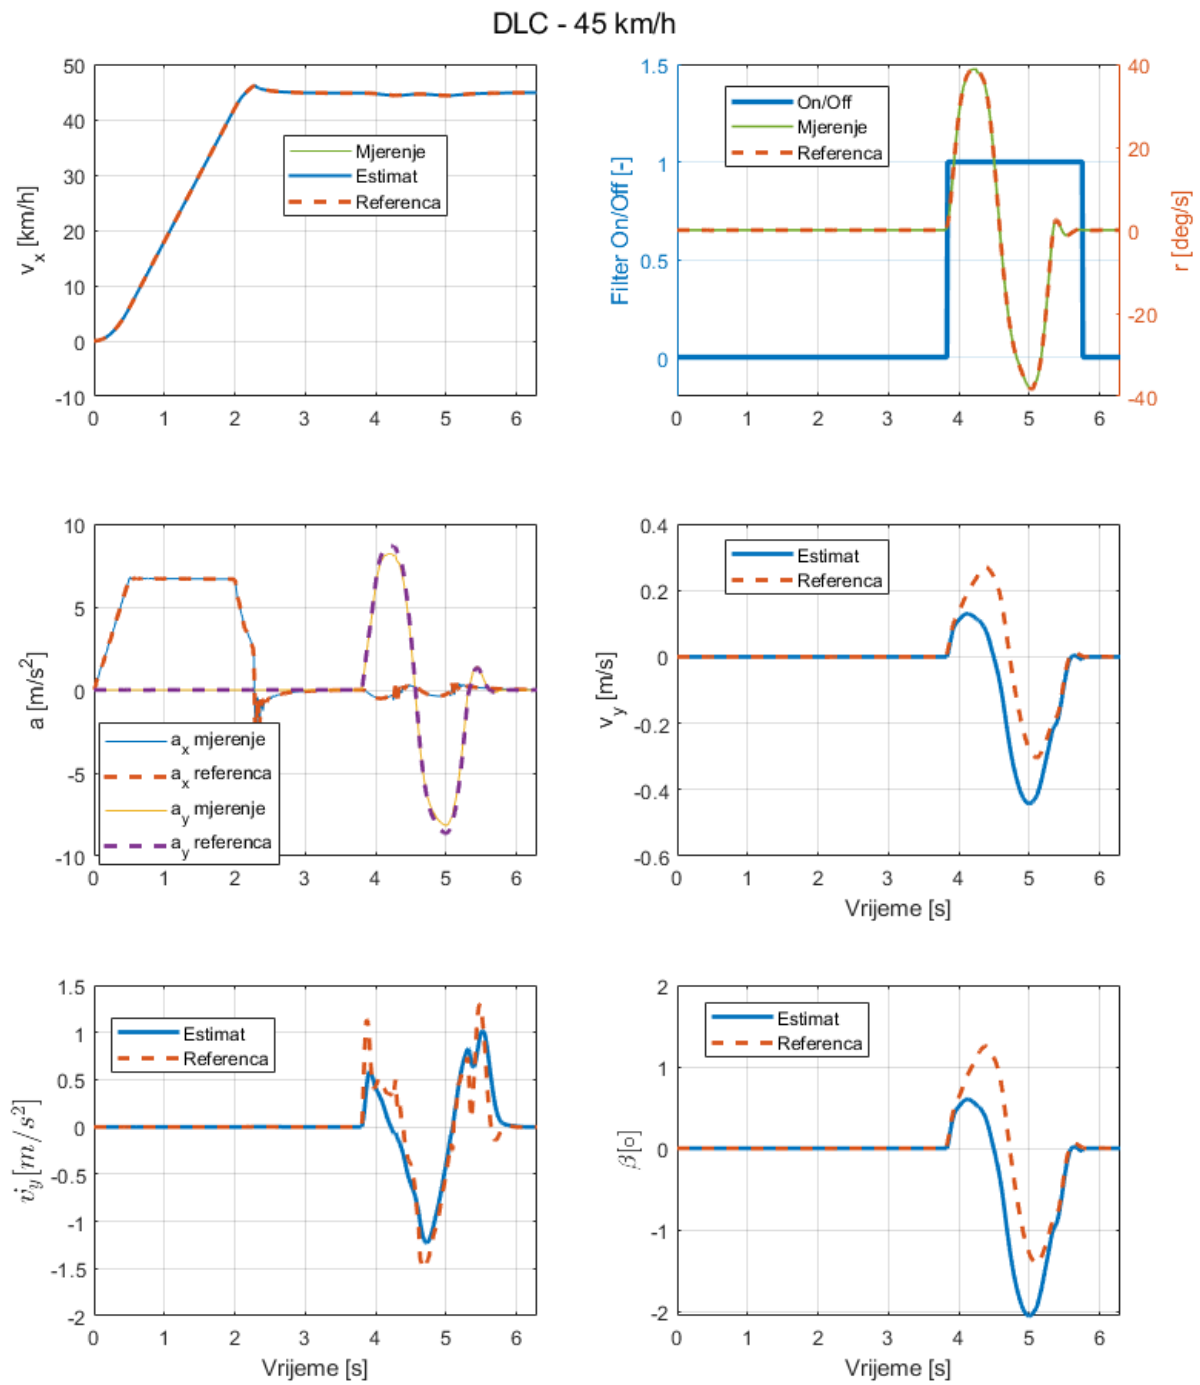 DLC - 45 km/h
50
40
30
20
10
0
-10
v_x [km/h]
Mjerenje
Estimat
Referenca
0 1 2 3 4 5 6
1.5
1
0.5
0
Filter On/Off [-]
On/Off
Mjerenje
Referenca
40
20
0
-20
-40
r [deg/s]
0 1 2 3 4 5 6
10
5
0
-5
-10
a [m/s²]
a_x mjerenje
a_x referenca
a_y mjerenje
a_y referenca
0 1 2 3 4 5 6
0.4
0.2
0
-0.2
-0.4
-0.6
v_y [m/s]
Estimat
Referenca
0 1 2 3 4 5 6
Vrijeme [s]
1.5
1
0.5
0
-0.5
-1
-1.5
-2
v̇_y [m/s²]
Estimat
Referenca
0 1 2 3 4 5 6
Vrijeme [s]
2
1
0
-1
-2
β[○]
Estimat
Referenca
0 1 2 3 4 5 6
Vrijeme [s]